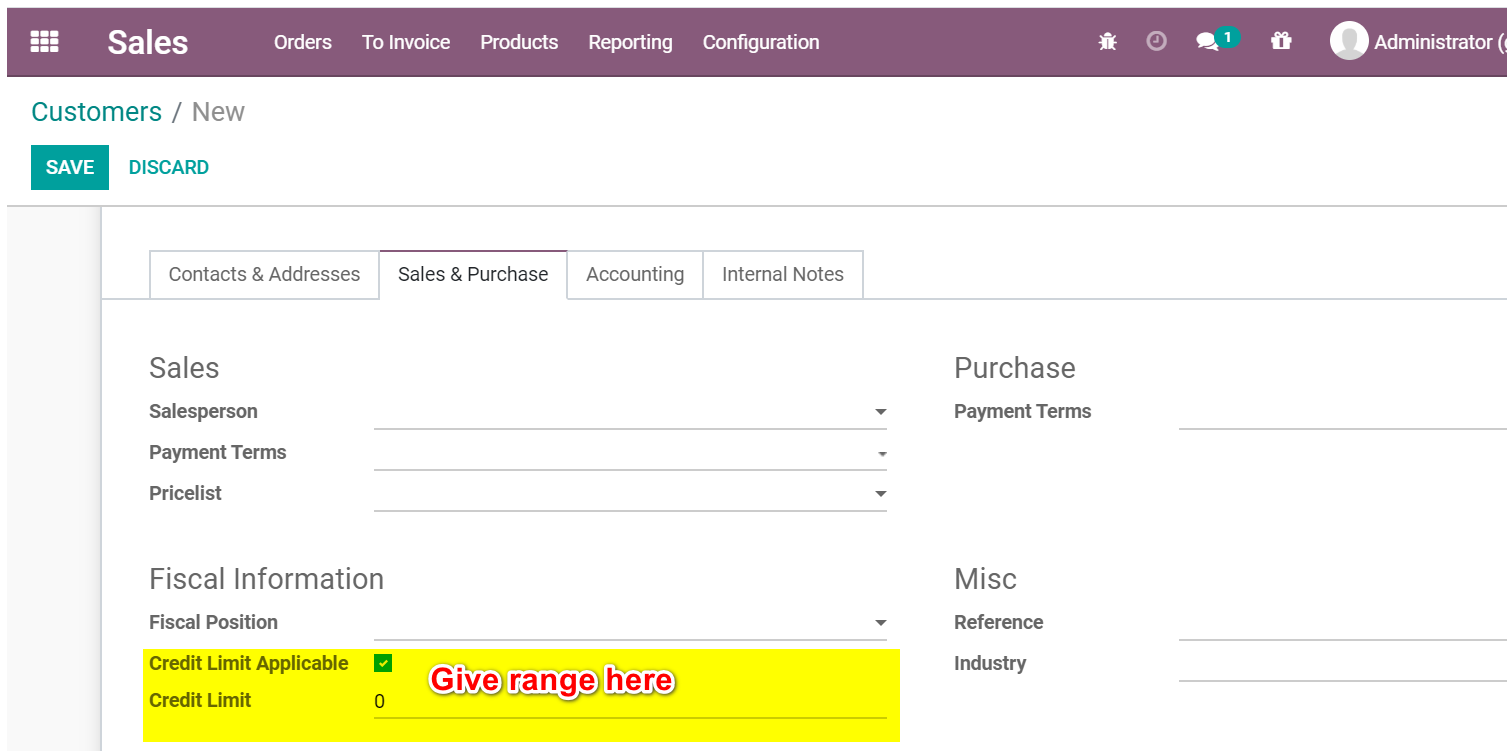 Sales Orders To Invoice Products Reporting Configuration 1 Administrator (
Customers / New
SAVE DISCARD
Contacts & Addresses Sales & Purchase Accounting Internal Notes
Sales
Salesperson
Payment Terms
Pricelist
Purchase
Payment Terms
Fiscal Information
Fiscal Position
Credit Limit Applicable
Give range here
Credit Limit 0
Misc
Reference
Industry